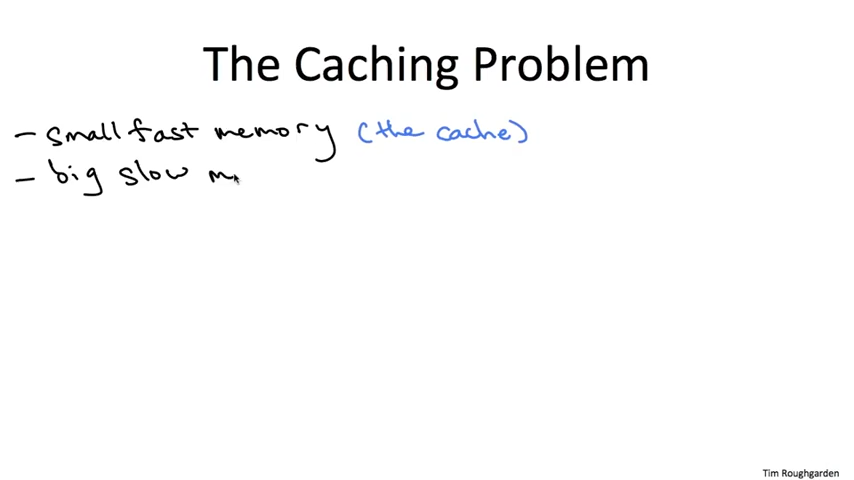 The Caching Problem
- small fast memory (the cache)
- big slow m
Tim Roughgarden